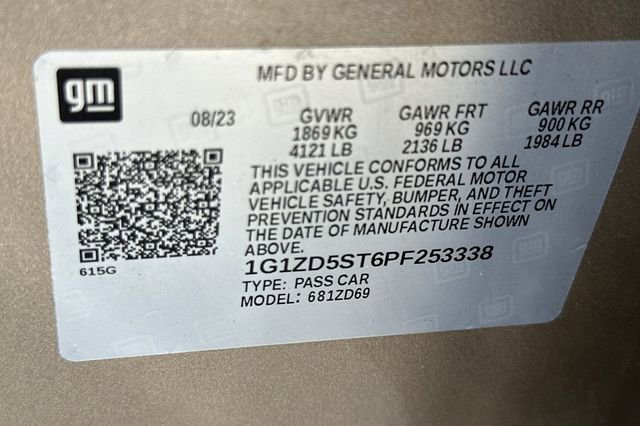 gm
MFD BY GENERAL MOTORS LLC
08/23 GVWR GAWR FRT GAWR RR
1869 KG 969 KG 900 KG
4121 LB 2136 LB 1984 LB
THIS VEHICLE CONFORMS TO ALL
APPLICABLE U.S. FEDERAL MOTOR
VEHICLE SAFETY, BUMPER, AND THEFT
PREVENTION STANDARDS IN EFFECT ON
THE DATE OF MANUFACTURE SHOWN
ABOVE.
615G
1G1ZD5ST6PF253338
TYPE: PASS CAR
MODEL: 681ZD69